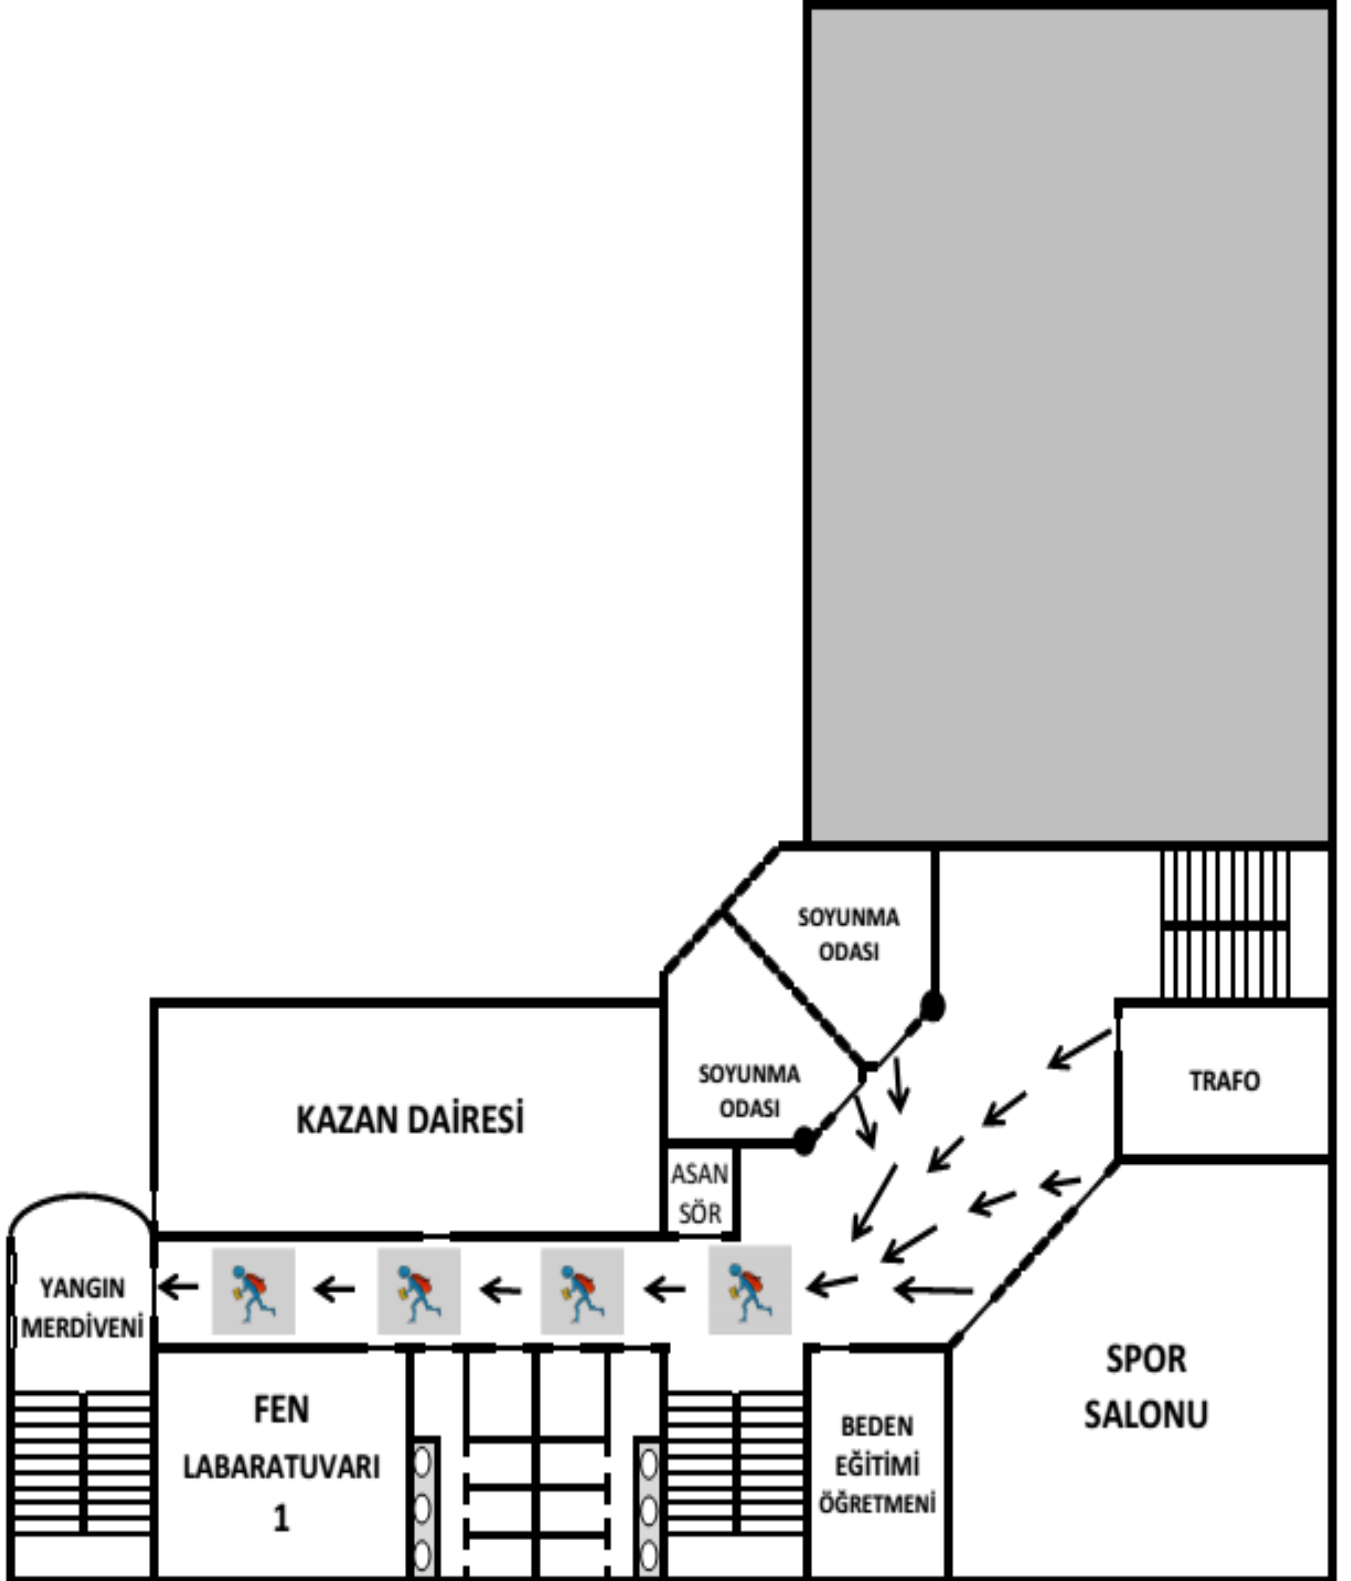 SOYUNMA
ODASI
SOYUNMA
ODASI
TRAFO
KAZAN DAİRESİ
ASAN
SÖR
YANGIN
MERDİVENİ
FEN
LABARATUVARI
1
BEDEN
EĞİTİMİ
ÖĞRETMENİ
SPOR
SALONU